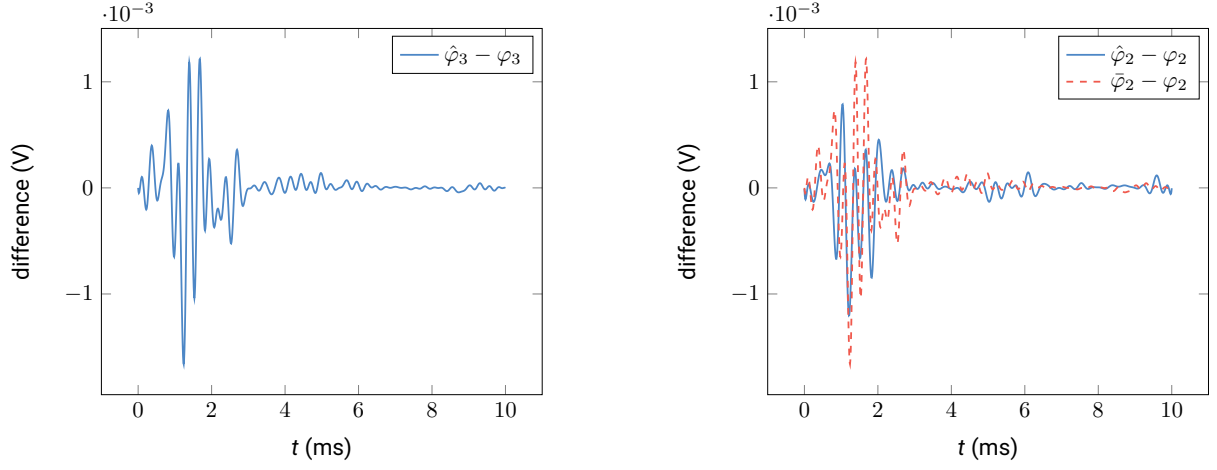 ·10⁻³
1
0
−1
0
2
4
6
8
10
t (ms)
difference (V)
φ̂₃ − φ₃
·10⁻³
1
0
−1
0
2
4
6
8
10
t (ms)
difference (V)
φ̂₂ − φ₂
φ̄₂ − φ₂